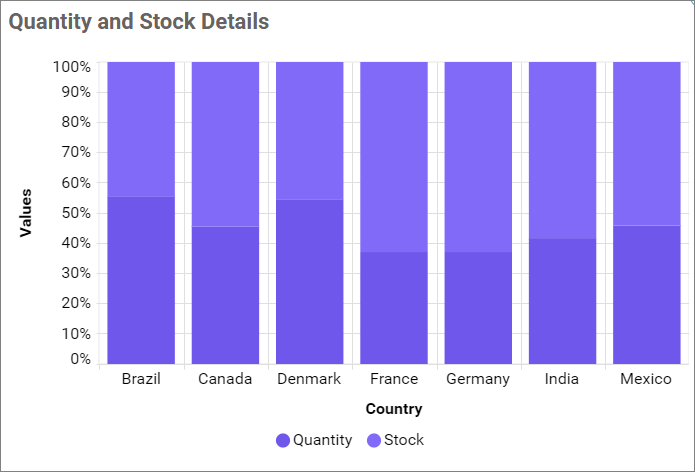 Quantity and Stock Details
100%
90%
80%
70%
60%
50%
40%
30%
20%
10%
0%
Values
Brazil Canada Denmark France Germany India Mexico
Country
Quantity Stock